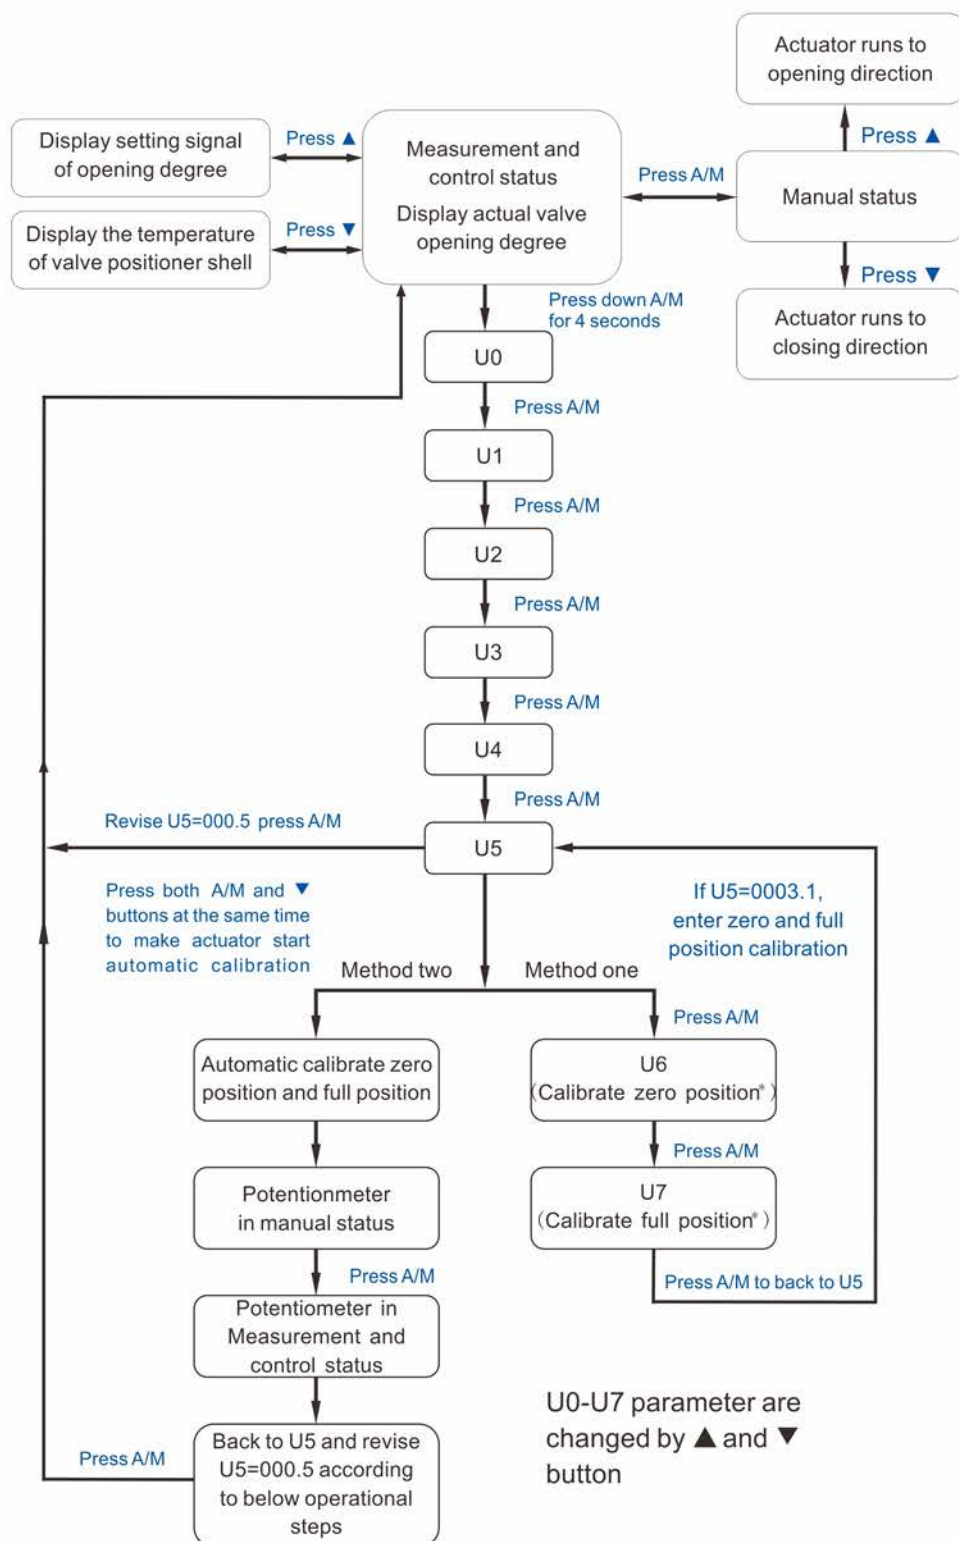 Actuator runs to
opening direction
Display setting signal
of opening degree
Press ▲
Measurement and
control status
Display actual valve
opening degree
Press A/M
Press ▲
Manual status
Display the temperature
of valve positioner shell
Press ▼
Press ▼
Actuator runs to
closing direction
Press down A/M
for 4 seconds
U0
Press A/M
U1
Press A/M
U2
Press A/M
U3
Press A/M
U4
Press A/M
Revise U5=000.5 press A/M
U5
Press both A/M and ▼
buttons at the same time
to make actuator start
automatic calibration
If U5=0003.1,
enter zero and full
position calibration
Method two
Method one
Press A/M
Automatic calibrate zero
position and full position
U6
(Calibrate zero position*)
Press A/M
Potentionmeter
in manual status
U7
(Calibrate full position*)
Press A/M
Press A/M to back to U5
Potentiometer in
Measurement and
control status
Press A/M
Back to U5 and revise
U5=000.5 according
to below operational
steps
U0-U7 parameter are
changed by ▲ and ▼
button